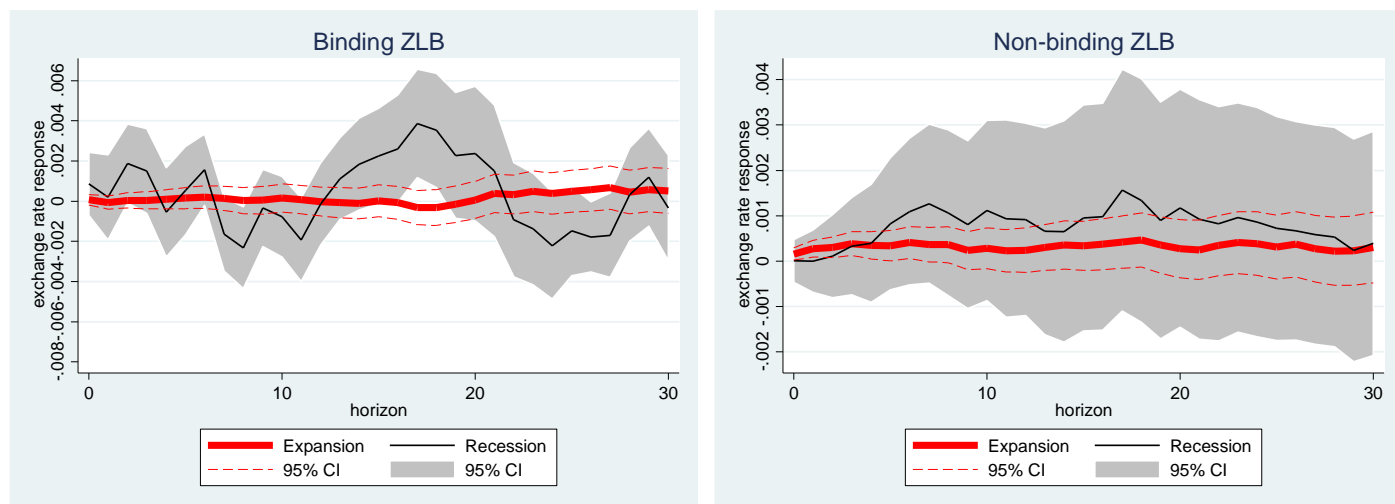 Binding ZLB
exchange rate response
-.008 -.006 -.004 -.002 0 .002 .004 .006
0 10 20 30
horizon
Expansion Recession
95% CI 95% CI
Non-binding ZLB
exchange rate response
-.002 -.001 0 .001 .002 .003 .004
0 10 20 30
horizon
Expansion Recession
95% CI 95% CI